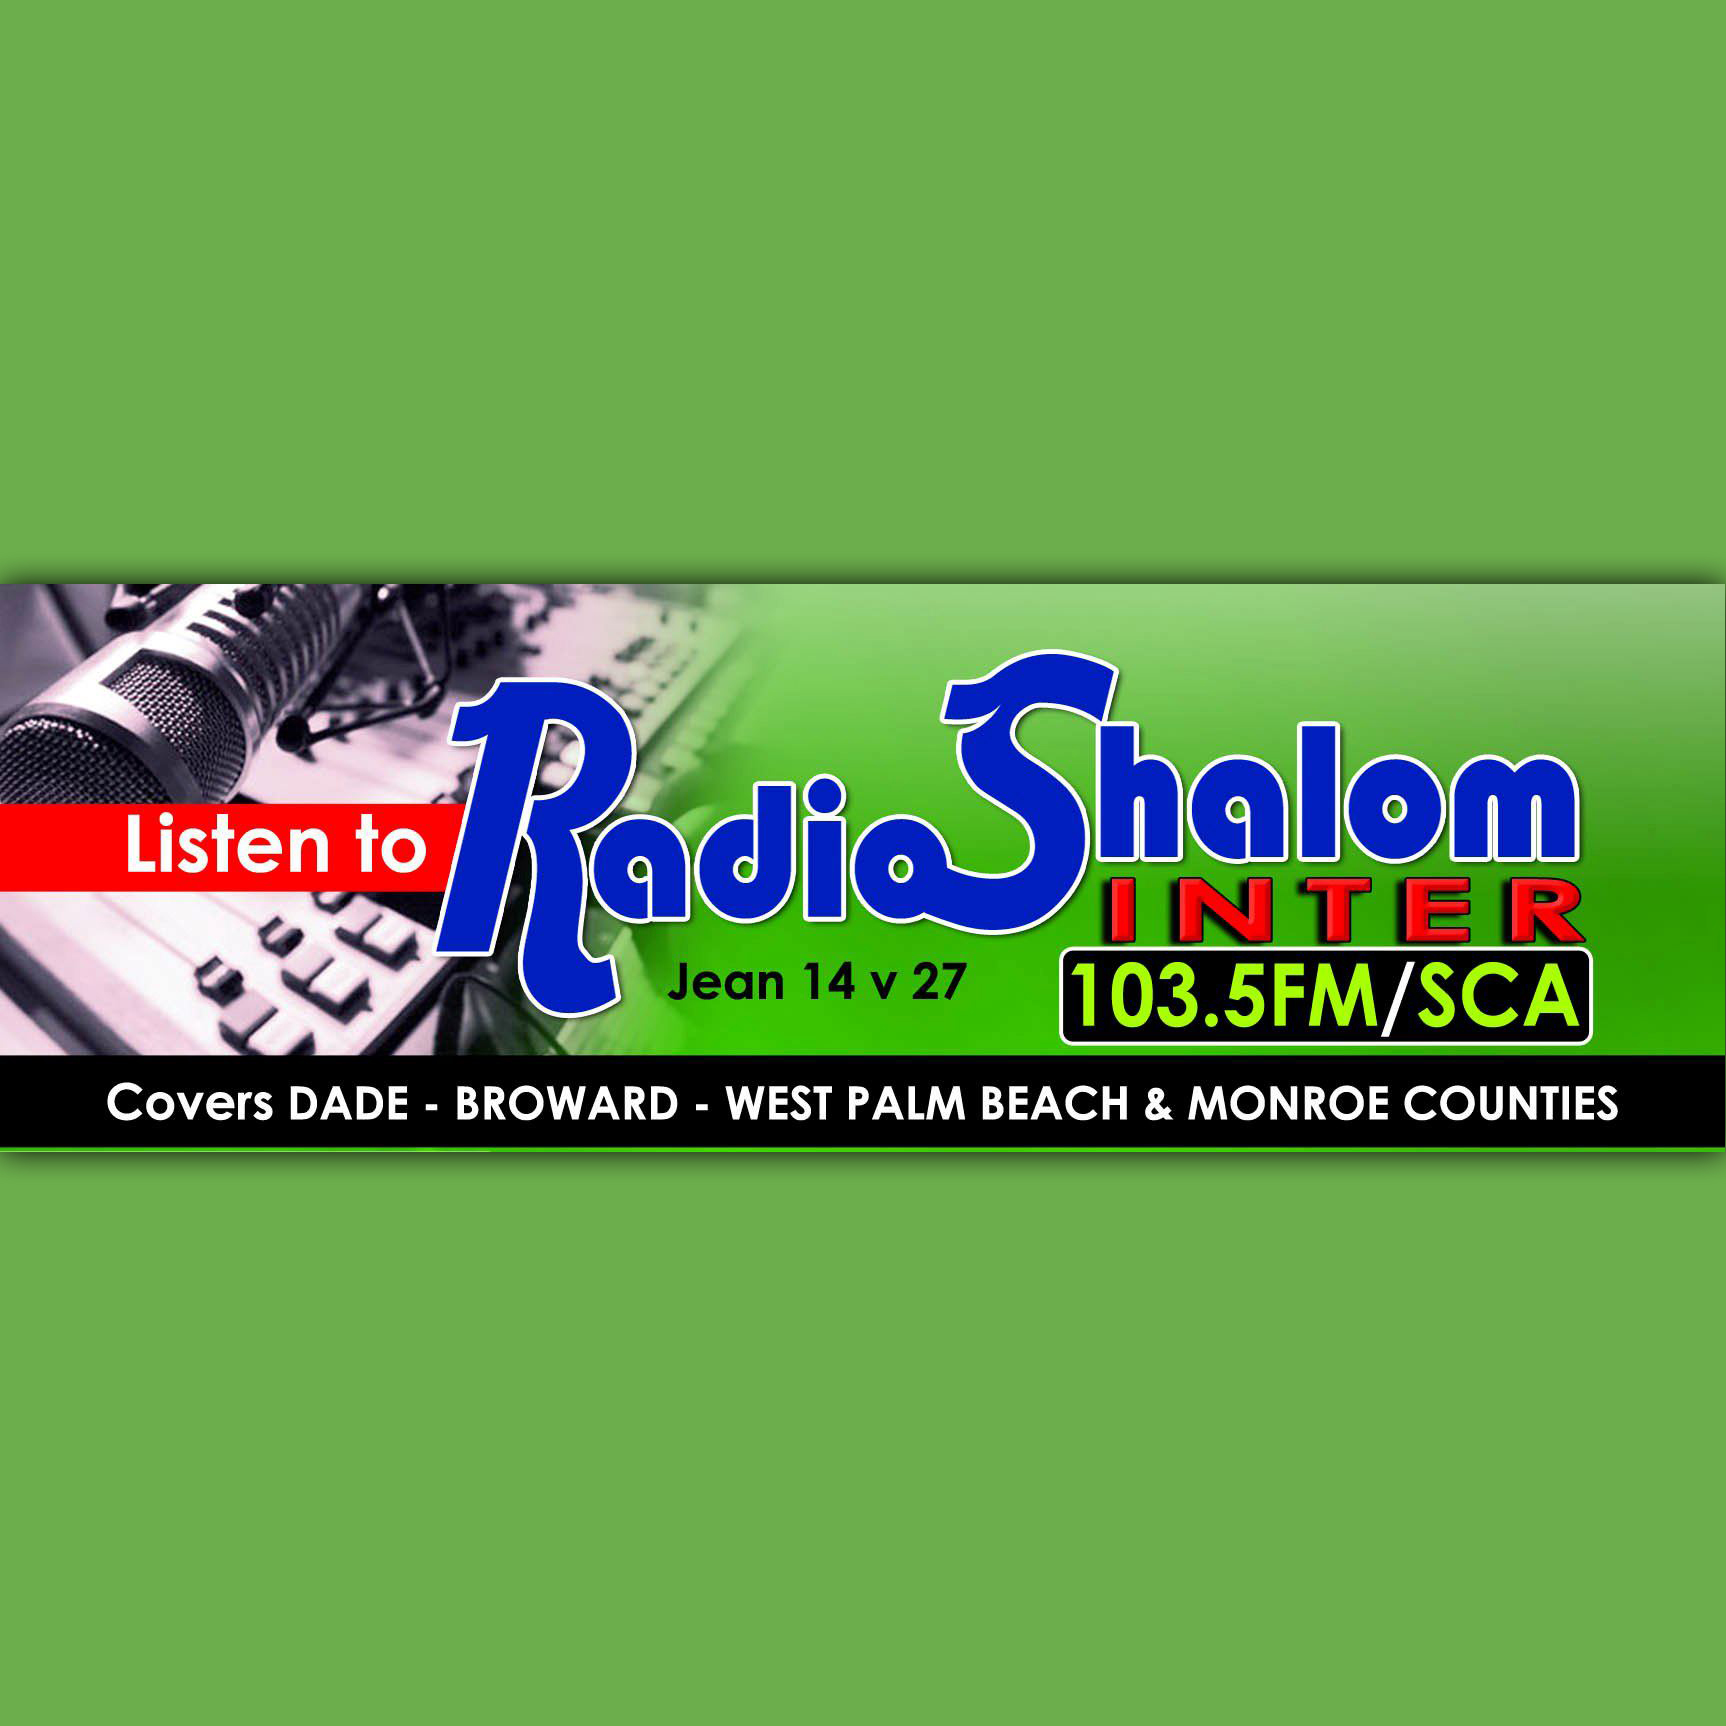 Listen to
Radio Shalom
INTER
Jean 14 v 27
103.5FM/SCA
Covers DADE - BROWARD - WEST PALM BEACH & MONROE COUNTIES